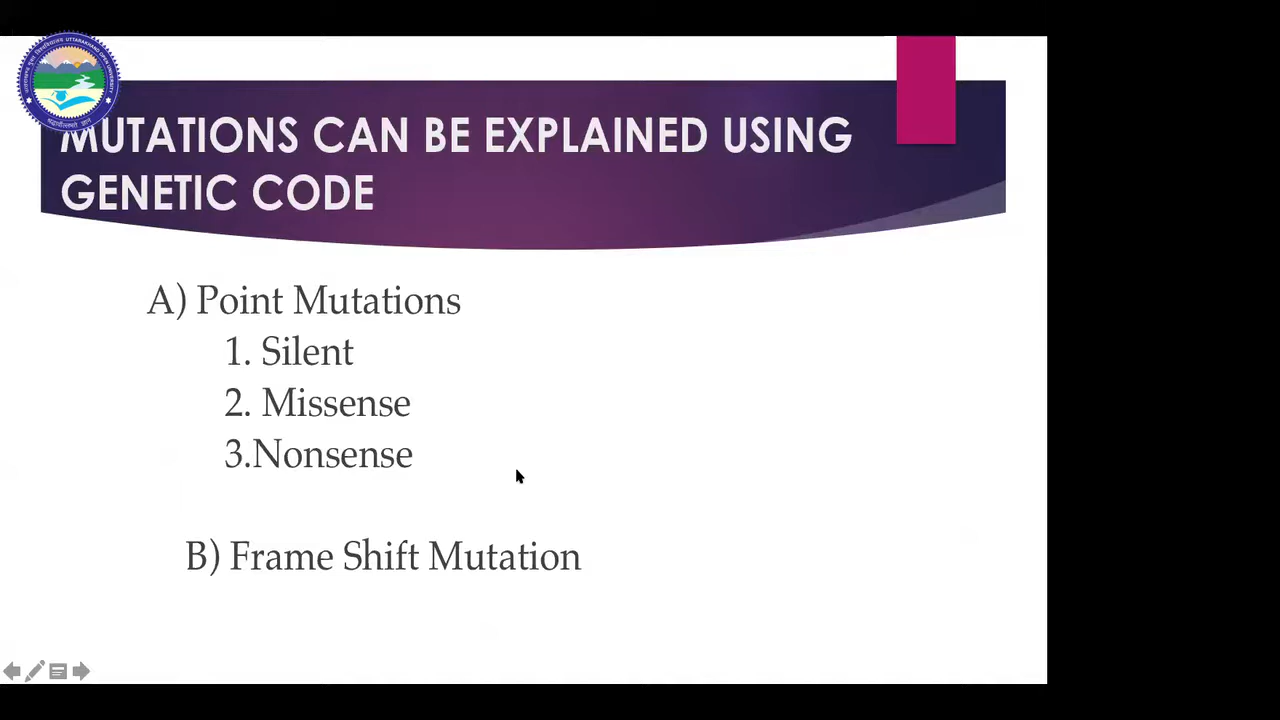 MUTATIONS CAN BE EXPLAINED USING
GENETIC CODE
A) Point Mutations
1. Silent
2. Missense
3.Nonsense
B) Frame Shift Mutation